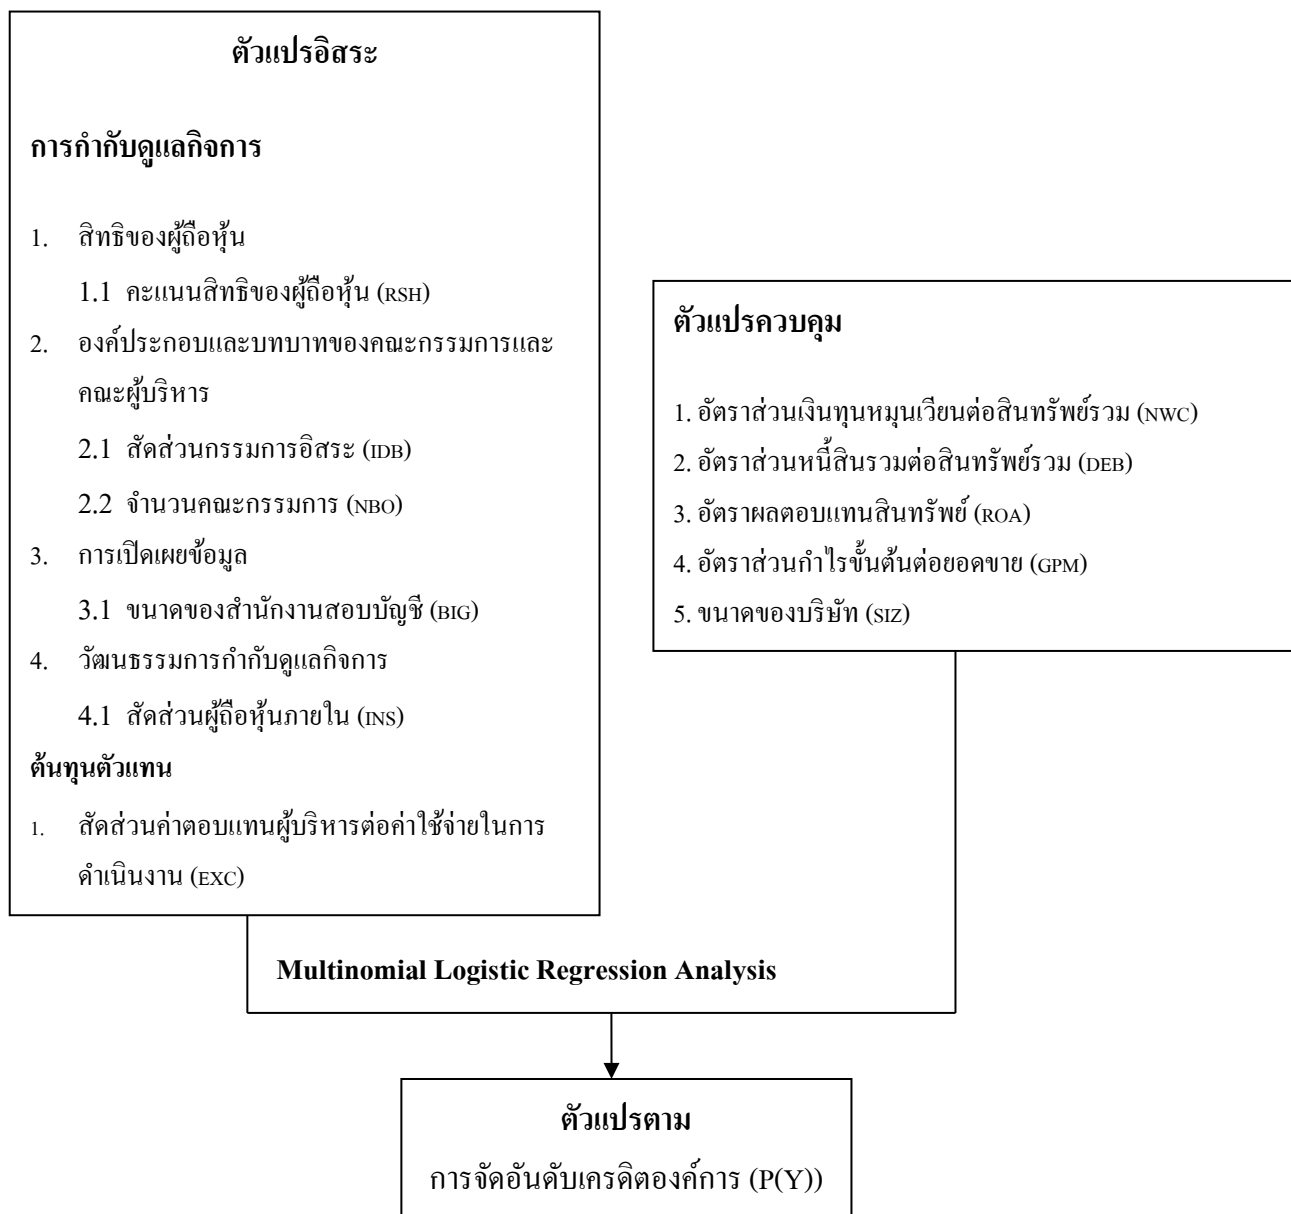 ตัวแปรอิสระ
การกำกับดูแลกิจการ
1. สิทธิของผู้ถือหุ้น
1.1 คะแนนสิทธิของผู้ถือหุ้น (RSH)
2. องค์ประกอบและบทบาทของคณะกรรมการและ
คณะผู้บริหาร
2.1 สัดส่วนกรรมการอิสระ (IDB)
2.2 จำนวนคณะกรรมการ (NBO)
3. การเปิดเผยข้อมูล
3.1 ขนาดของสำนักงานสอบบัญชี (BIG)
4. วัฒนธรรมการกำกับดูแลกิจการ
4.1 สัดส่วนผู้ถือหุ้นภายใน (INS)
ต้นทุนตัวแทน
1. สัดส่วนค่าตอบแทนผู้บริหารต่อค่าใช้จ่ายในการ
ดำเนินงาน (EXC)
ตัวแปรควบคุม
1. อัตราส่วนเงินทุนหมุนเวียนต่อสินทรัพย์รวม (NWC)
2. อัตราส่วนหนี้สินรวมต่อสินทรัพย์รวม (DEB)
3. อัตราผลตอบแทนสินทรัพย์ (ROA)
4. อัตราส่วนกำไรขั้นต้นต่อยอดขาย (GPM)
5. ขนาดของบริษัท (SIZ)
Multinomial Logistic Regression Analysis
ตัวแปรตาม
การจัดอันดับเครดิตองค์การ (P(Y))